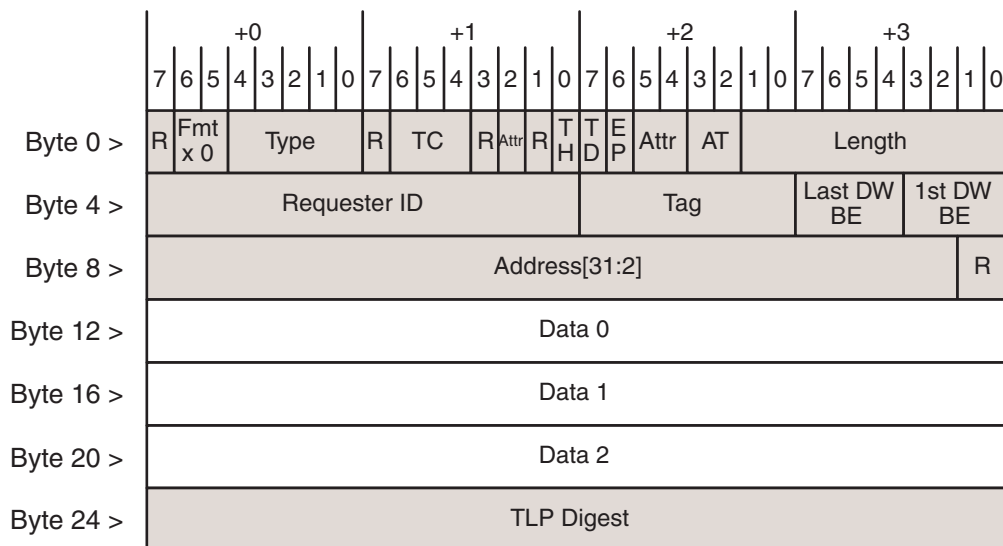 +0 +1 +2 +3
7 6 5 4 3 2 1 0 7 6 5 4 3 2 1 0 7 6 5 4 3 2 1 0 7 6 5 4 3 2 1 0
Byte 0 > R Fmt x 0 Type R TC R Attr R TH TD EP Attr AT Length
Byte 4 > Requester ID Tag Last DW BE 1st DW BE
Byte 8 > Address[31:2] R
Byte 12 > Data 0
Byte 16 > Data 1
Byte 20 > Data 2
Byte 24 > TLP Digest